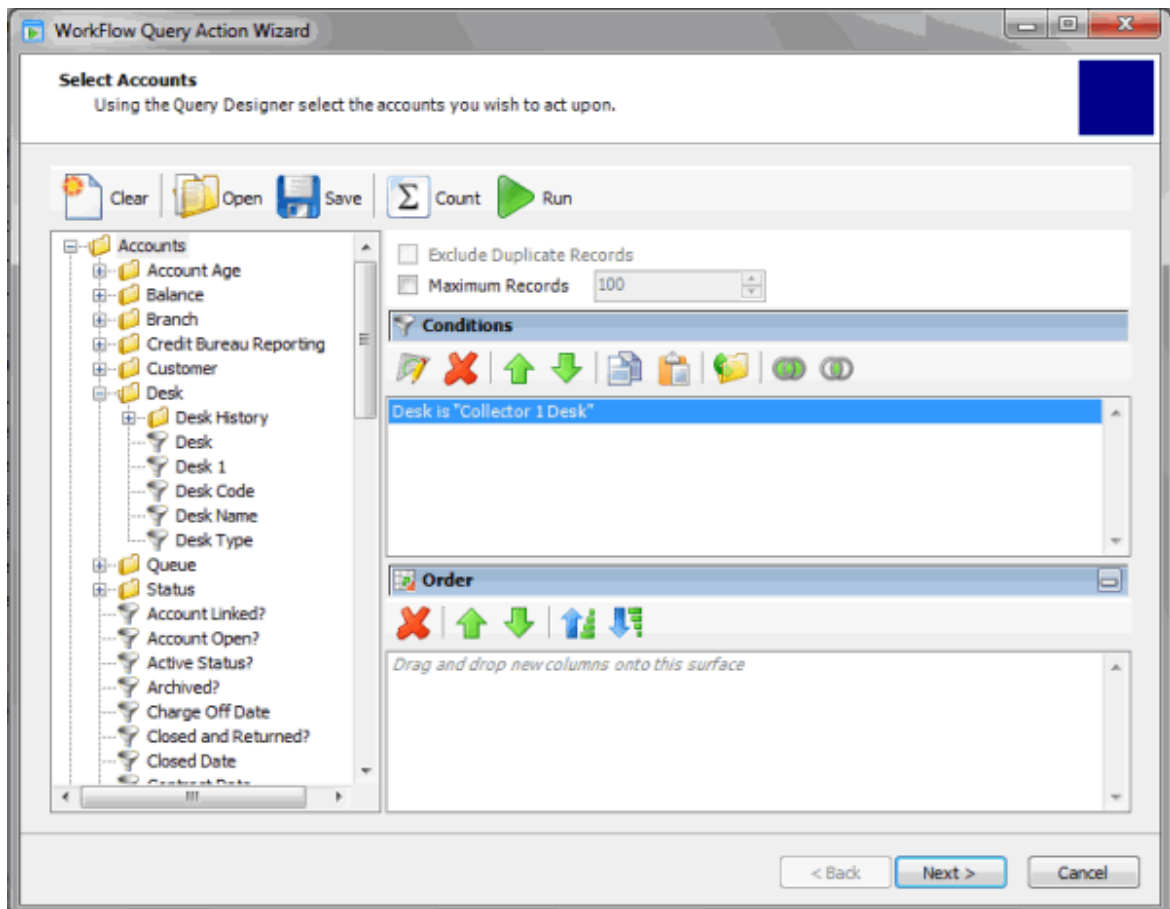 WorkFlow Query Action Wizard
Select Accounts
Using the Query Designer select the accounts you wish to act upon.
Clear Open Save Σ Count Run
Accounts
Account Age
Balance
Branch
Credit Bureau Reporting
Customer
Desk
Desk History
Desk
Desk 1
Desk Code
Desk Name
Desk Type
Queue
Status
Account Linked?
Account Open?
Active Status?
Archived?
Charge Off Date
Closed and Returned?
Closed Date
Contract Date
Exclude Duplicate Records
Maximum Records 100
Conditions
Desk is "Collector 1 Desk"
Order
Drag and drop new columns onto this surface
< Back Next > Cancel